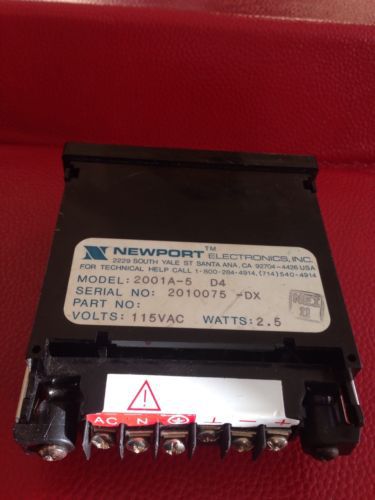 NEWPORT™ ELECTRONICS, INC.
2229 SOUTH YALE ST SANTA ANA, CA 92704-4426 USA
FOR TECHNICAL HELP CALL 1-800-284-4914, (714) 540-4914
MODEL: 2001A-5 D4
SERIAL NO: 2010075 -DX
PART NO:
VOLTS: 115VAC WATTS: 2.5
AC N + - +